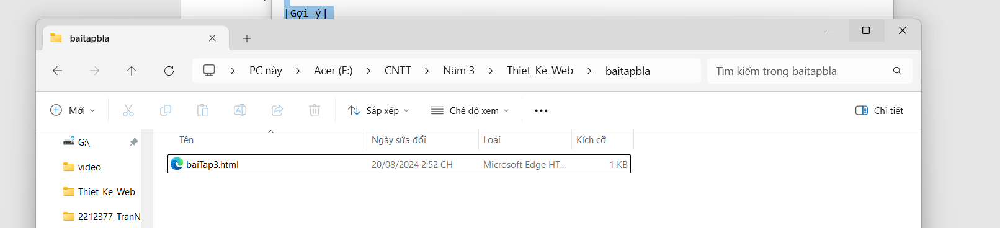 [Gợi ý]
baitapbla
PC này > Acer (E:) > CNTT > Năm 3 > Thiet_Ke_Web > baitapbla
Tìm kiếm trong baitapbla
Mới
Sắp xếp
Chế độ xem
Chi tiết
G:\
video
Thiet_Ke_Web
2212377_TranN
Tên Ngày sửa đổi Loại Kích cỡ
baiTap3.html 20/08/2024 2:52 CH Microsoft Edge HT... 1 KB